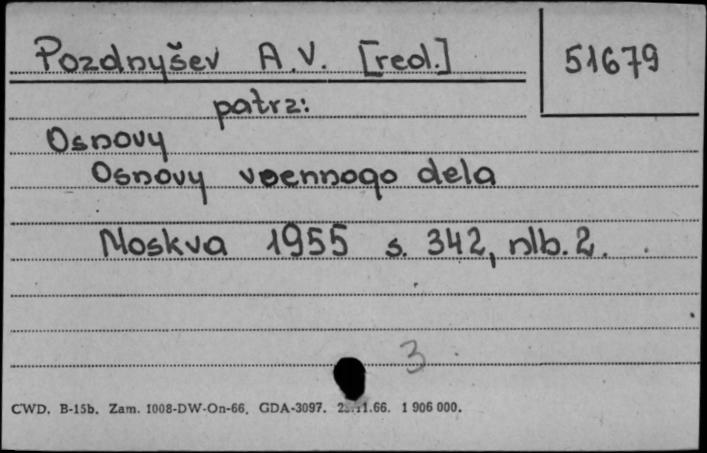 Pozdnyšev A.V. [red.]
51679
patrz:
Osnovy
Osnovy voennogo dela
Moskva 1955 s. 342, nlb. 2.
3
CWD. B-15b. Zam. 1008-DW-On-66. GDA-3097. 66. 1 906 000.